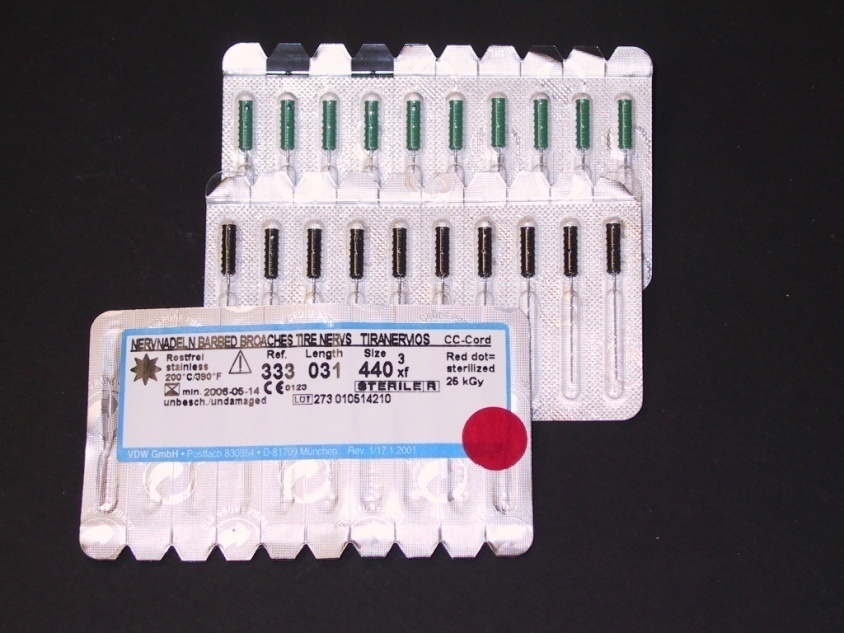 NERVNADELN BARBED BROACHES TIRE NERVS TIRANERVIOS CC-Cord
Rostfrei
stainless
200°C/390°F
Ref. Length Size
333 031 440 3 xf
Red dot=
sterilized
25 kGy
min. 2006-05-14 CE 0123 STERILE R
unbesch./undamaged LOT 273 010514210
VDW GmbH • Postfach 830954 • D-81709 München Rev. 1/17.1.2001